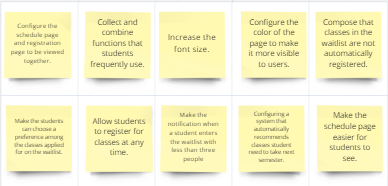 Configure the
schedule page
and registration
page to be viewed
together.
Collect and
combine
functions that
students
frequently use.
Increase the
font size.
Configure the
color of the
page to make
it more visible
to users.
Compose that
classes in the
waitlist are not
automatically
registered.
Make the students
can choose a
preference among
the classes applied
for on the waitlist.
Allow students
to register for
classes at any
time.
Make the
notification when
a student enters
the waitlist with
less than three
people
Configuring a
system that
automatically
recommends
classes student
need to take next
semester.
Make the
schedule page
easier for
students to
see.